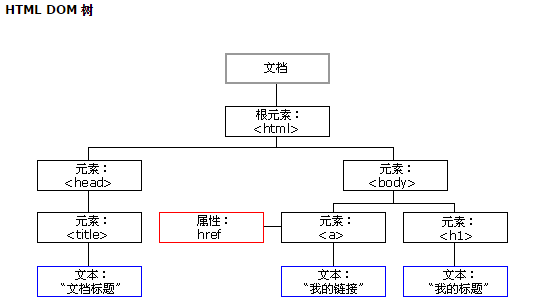 HTML DOM 树
文档
根元素：
<html>
元素：
<head>
元素：
<body>
元素：
<title>
属性：
href
元素：
<a>
元素：
<h1>
文本：
“文档标题”
文本：
“我的链接”
文本：
“我的标题”